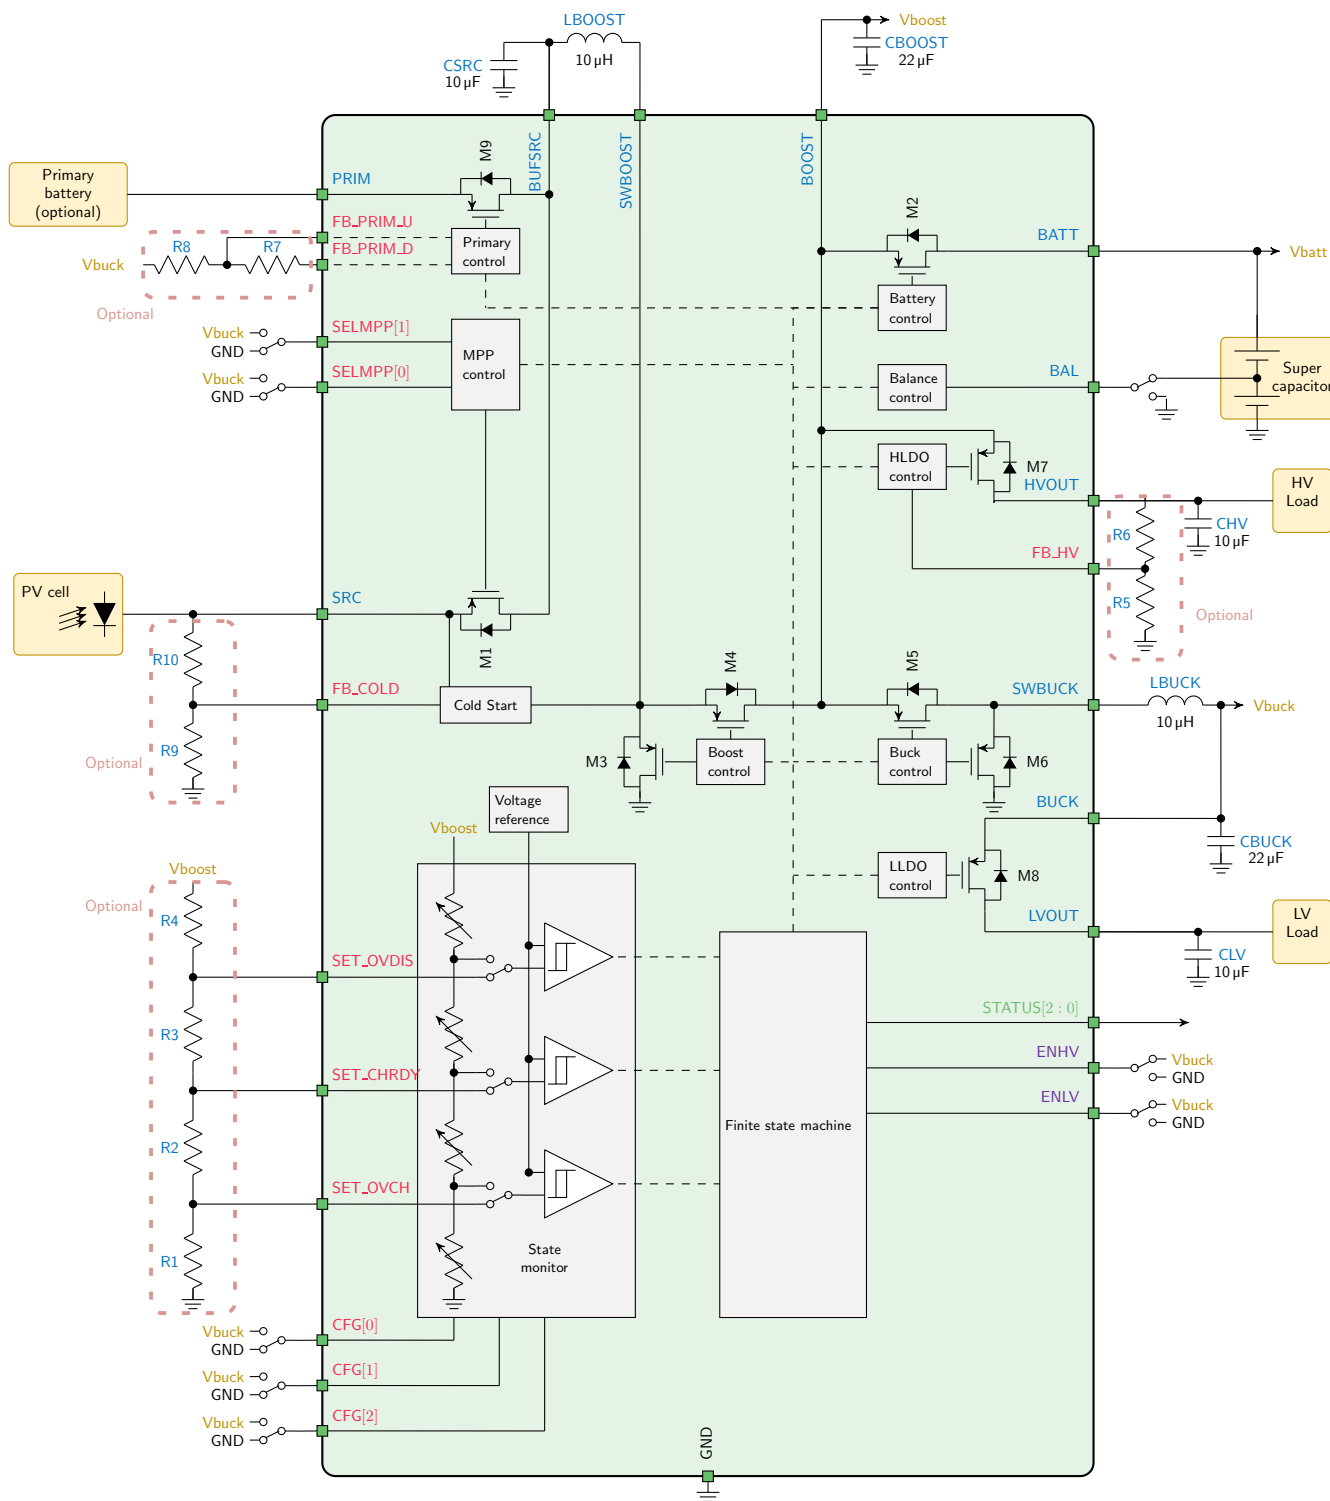 LBOOST
10 µH
CSRC
10 µF
Vboost
CBOOST
22 µF
BUFSRC
SWBOOST
BOOST
Primary
battery
(optional)
PRIM
M9
FB_PRIM_U
FB_PRIM_D
Primary
control
R8
R7
Vbuck
Optional
M2
BATT
Vbatt
Battery
control
Vbuck
GND
SELMPP[1]
Vbuck
GND
SELMPP[0]
MPP
control
Balance
control
BAL
Super
capacitor
HLDO
control
M7
HVOUT
HV
Load
CHV
10 µF
R6
FB_HV
R5
Optional
PV cell
SRC
M1
R10
FB_COLD
Cold Start
R9
Optional
M4
M5
SWBUCK
LBUCK
10 µH
Vbuck
M3
Boost
control
Buck
control
M6
BUCK
CBUCK
22 µF
Voltage
reference
Vboost
LLDO
control
M8
LVOUT
LV
Load
CLV
10 µF
Vboost
Optional
R4
SET_OVDIS
R3
SET_CHRDY
R2
SET_OVCH
R1
State
monitor
Finite state machine
STATUS[2 : 0]
ENHV
Vbuck
GND
ENLV
Vbuck
GND
Vbuck
GND
CFG[0]
Vbuck
GND
CFG[1]
Vbuck
GND
CFG[2]
GND